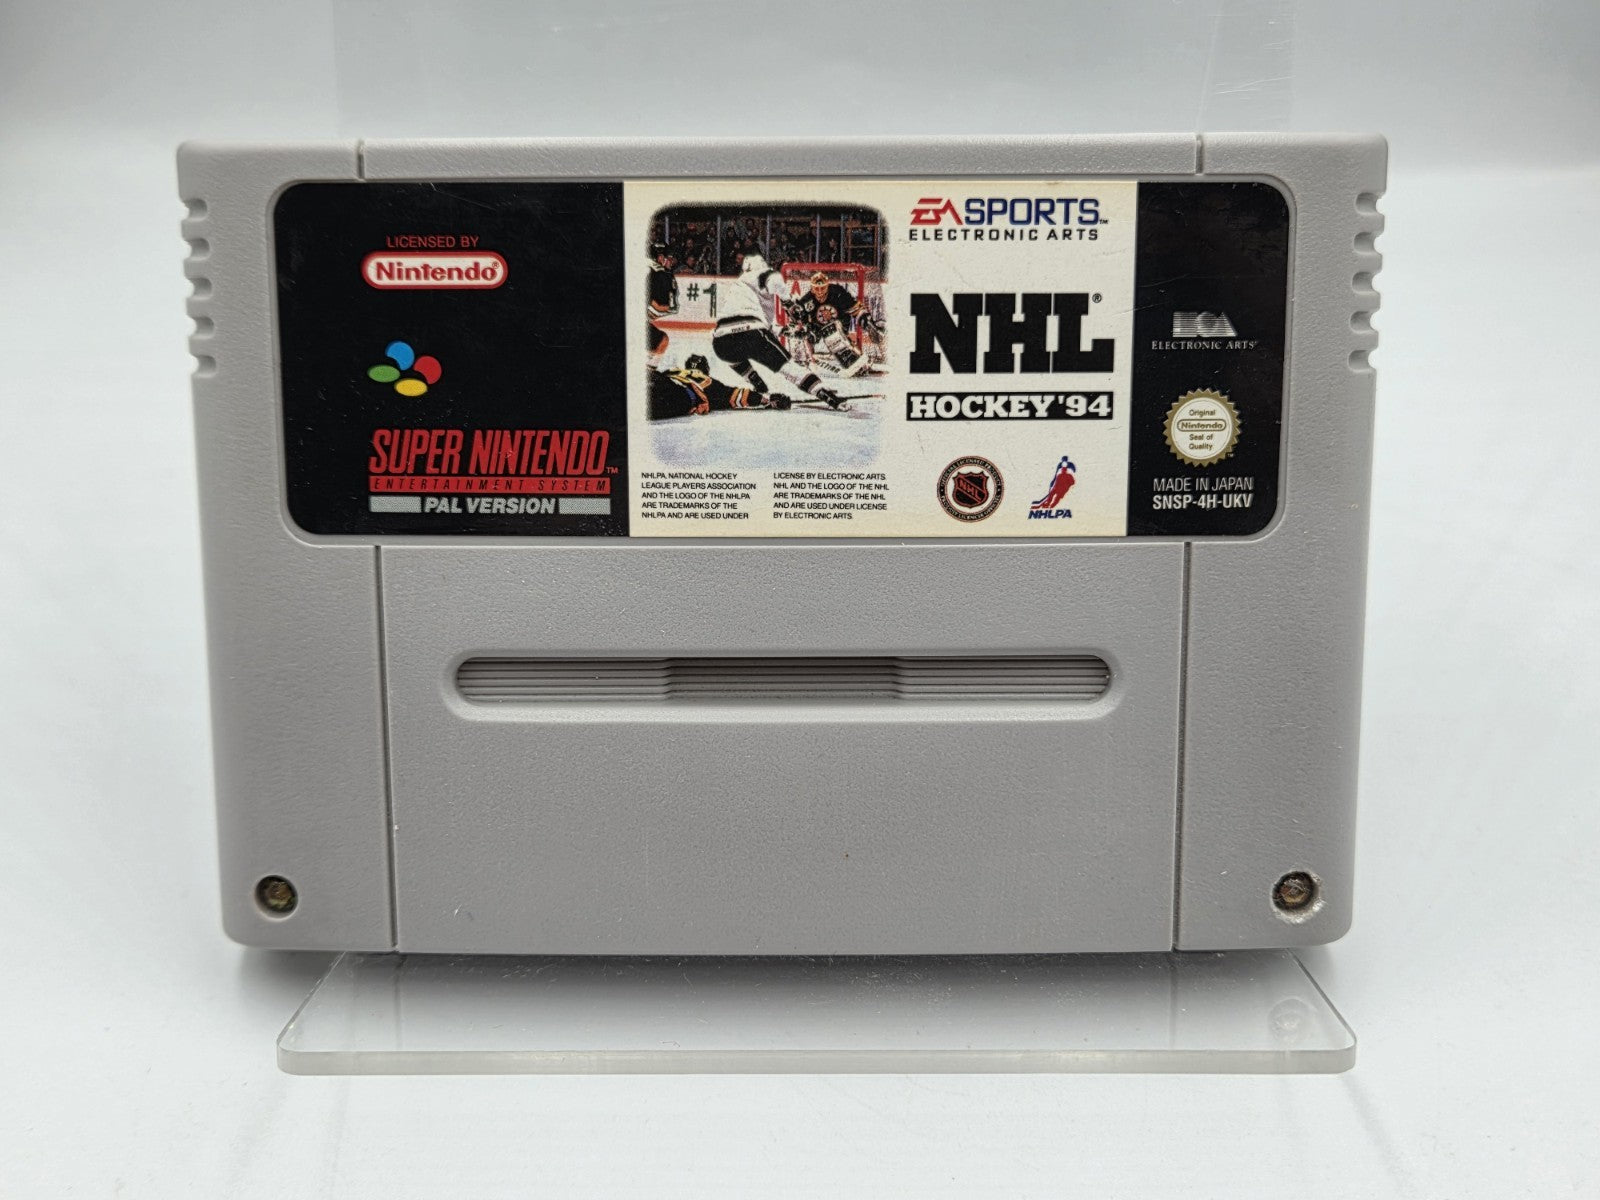 LICENSED BY
Nintendo®
SUPER NINTENDO™
ENTERTAINMENT SYSTEM
PAL VERSION
#1
NHLPA, NATIONAL HOCKEY
LEAGUE PLAYERS ASSOCIATION
AND THE LOGO OF THE NHLPA
ARE TRADEMARKS OF THE
NHLPA AND ARE USED UNDER
LICENSE BY ELECTRONIC ARTS.
NHL AND THE LOGO OF THE NHL
ARE TRADEMARKS OF THE NHL
AND ARE USED UNDER LICENSE
BY ELECTRONIC ARTS.
EA SPORTS™
ELECTRONIC ARTS
NHL®
HOCKEY '94
NHL
NHLPA
EOA
ELECTRONIC ARTS®
Original
Nintendo
Seal of
Quality
MADE IN JAPAN
SNSP-4H-UKV